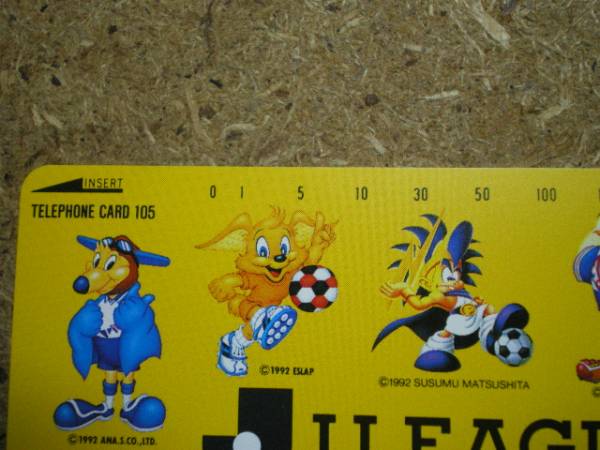 INSERT
0 1 5 10 30 50 100
TELEPHONE CARD 105
©1992 ESLAP
©1992 SUSUMU MATSUSHITA
©1992 ANA.S.CO.,LTD.
J LEAG